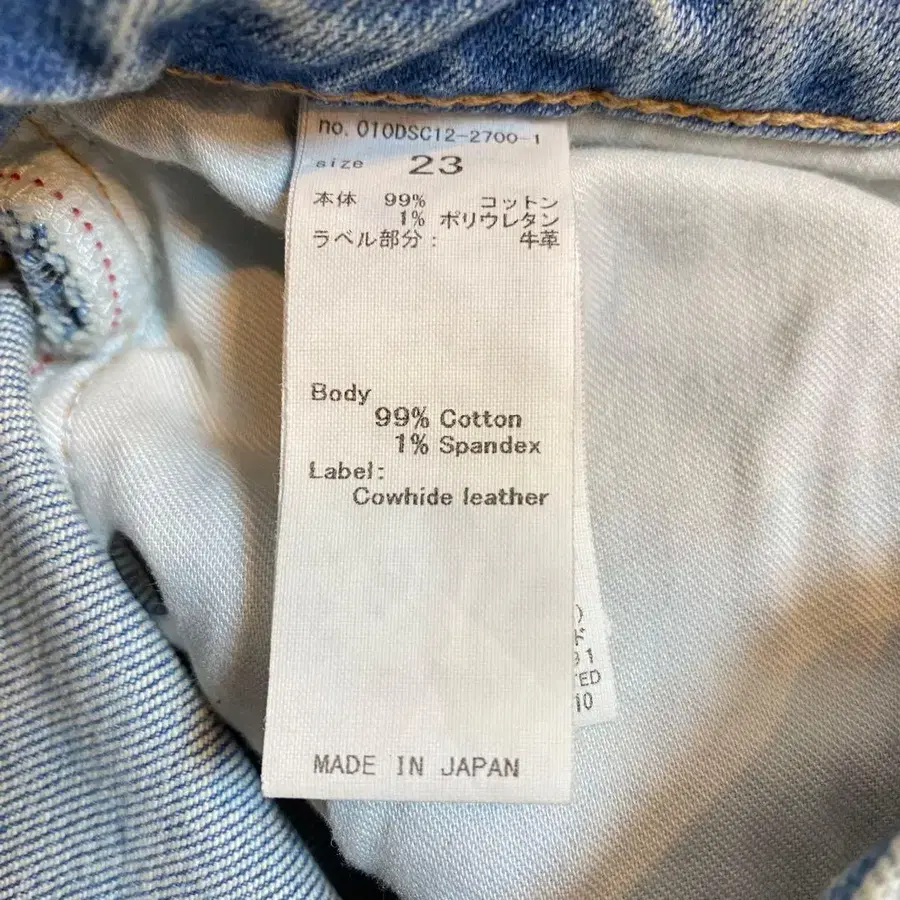 no. 010DSC12-2700-1
size 23
本体 99% コットン
1% ポリウレタン
ラベル部分: 牛革
Body
99% Cotton
1% Spandex
Label:
Cowhide leather
MADE IN JAPAN